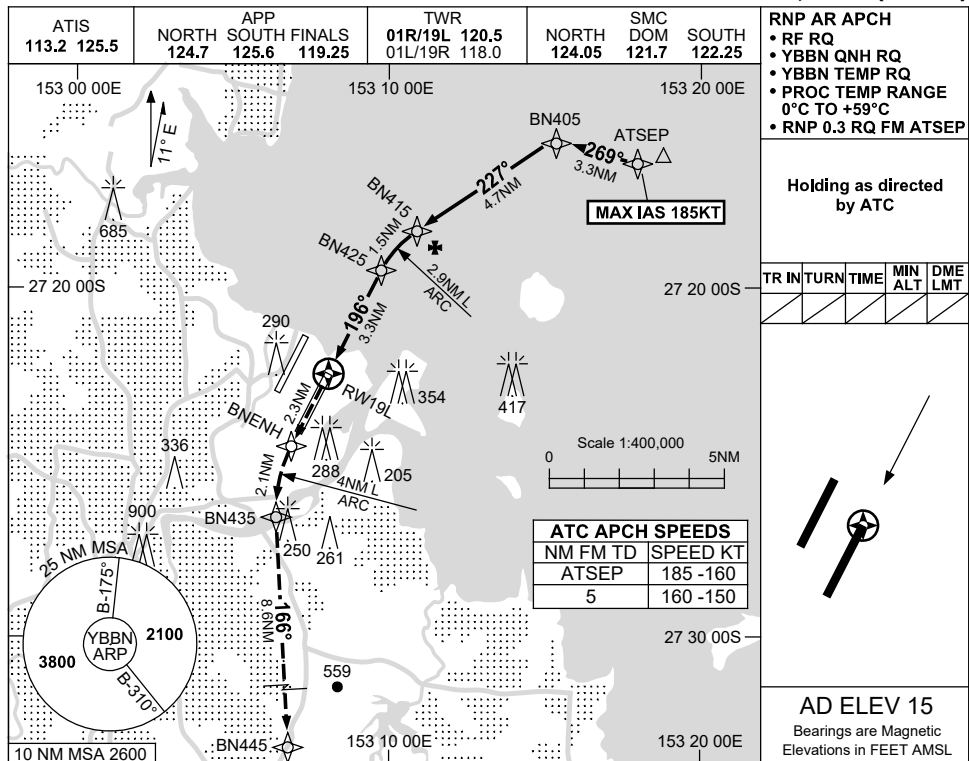 ATIS
113.2 125.5
APP
NORTH SOUTH FINALS
124.7 125.6 119.25
TWR
01R/19L 120.5
01L/19R 118.0
SMC
NORTH DOM SOUTH
124.05 121.7 122.25
RNP AR APCH
• RF RQ
• YBBN QNH RQ
• YBBN TEMP RQ
• PROC TEMP RANGE
0°C TO +59°C
• RNP 0.3 RQ FM ATSEP
Holding as directed
by ATC
TR IN TURN TIME MIN ALT DME LMT
AD ELEV 15
Bearings are Magnetic
Elevations in FEET AMSL
153 00 00E
153 10 00E
153 20 00E
11° E
BN405
ATSEP
269°
3.3NM
MAX IAS 185KT
227°
4.7NM
685
BN415
1.5NM
BN425
2.9NM L
ARC
27 20 00S
27 20 00S
196°
3.3NM
290
RW19L
354
417
2.3NM
BNENH
336
288
205
Scale 1:400,000
0
5NM
2.1NM
4NM L
ARC
BN435
900
250
261
ATC APCH SPEEDS
NM FM TD SPEED KT
ATSEP 185 -160
5 160 -150
25 NM MSA
B-175°
YBBN
ARP
2100
3800
B-310°
8.6NM
166°
27 30 00S
559
BN445
153 10 00E
153 20 00E
10 NM MSA 2600